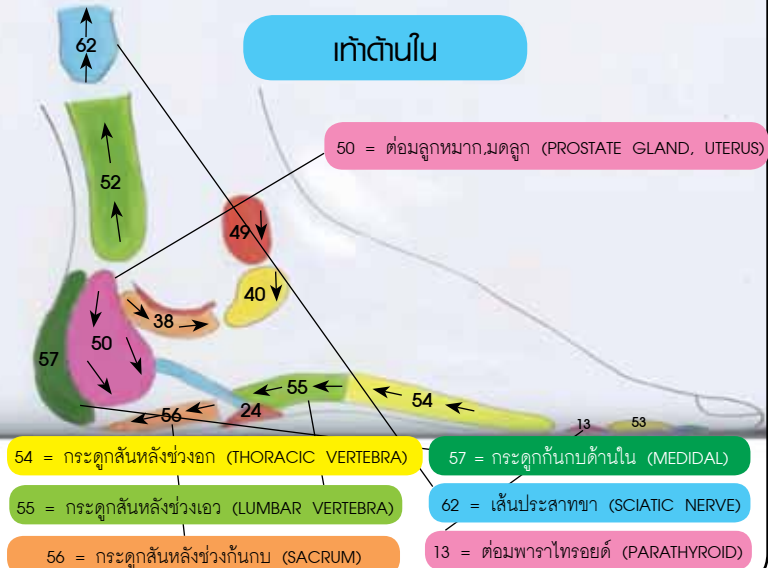 62
เท้าด้านใน
50 = ต่อมลูกหมาก,มดลูก (PROSTATE GLAND, UTERUS)
52
49
40
38
50
57
55
54
56
24
13
53
54 = กระดูกสันหลังช่วงอก (THORACIC VERTEBRA)
57 = กระดูกก้นกบด้านใน (MEDIDAL)
55 = กระดูกสันหลังช่วงเอว (LUMBAR VERTEBRA)
62 = เส้นประสาทขา (SCIATIC NERVE)
56 = กระดูกสันหลังช่วงก้นกบ (SACRUM)
13 = ต่อมพาราไทรอยด์ (PARATHYROID)